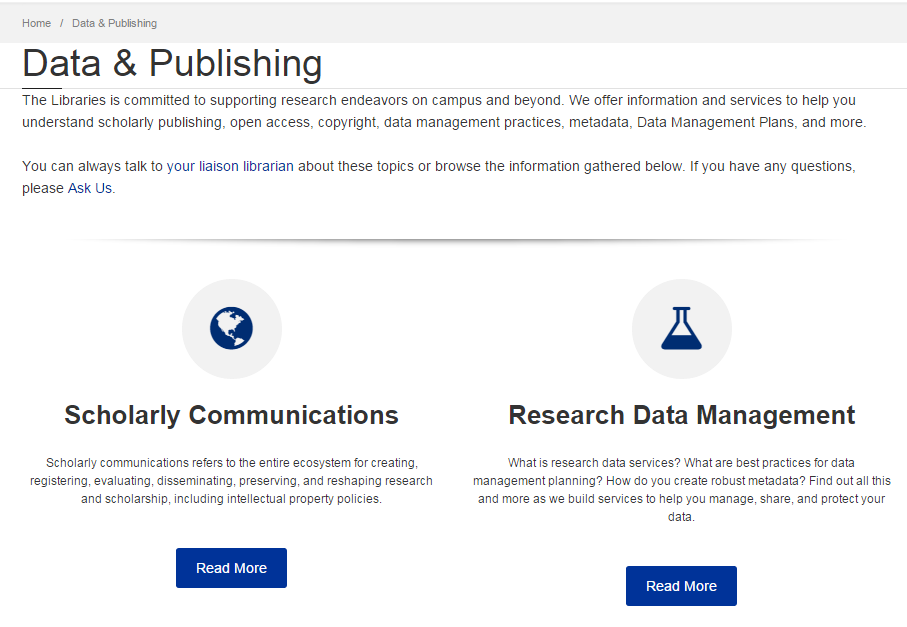 Home / Data & Publishing
Data & Publishing
The Libraries is committed to supporting research endeavors on campus and beyond. We offer information and services to help you
understand scholarly publishing, open access, copyright, data management practices, metadata, Data Management Plans, and more.
You can always talk to your liaison librarian about these topics or browse the information gathered below. If you have any questions,
please Ask Us.
Scholarly Communications
Scholarly communications refers to the entire ecosystem for creating,
registering, evaluating, disseminating, preserving, and reshaping research
and scholarship, including intellectual property policies.
Read More
Research Data Management
What is research data services? What are best practices for data
management planning? How do you create robust metadata? Find out all this
and more as we build services to help you manage, share, and protect your
data.
Read More